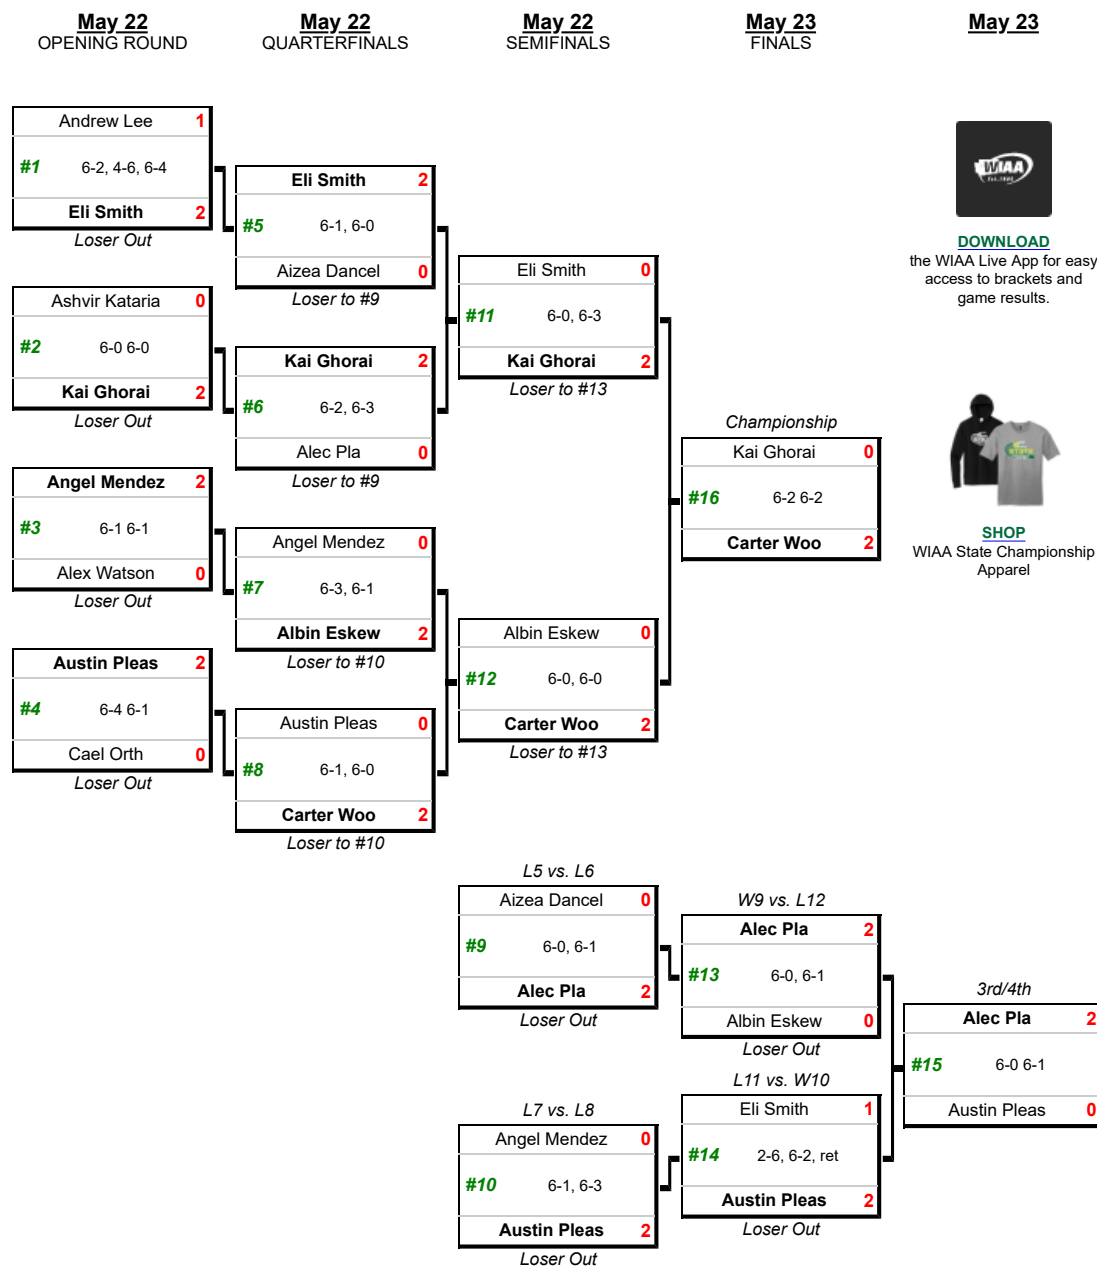 May 22
OPENING ROUND
May 22
QUARTERFINALS
May 22
SEMIFINALS
May 23
FINALS
May 23
Andrew Lee 1
#1 6-2, 4-6, 6-4
Eli Smith 2
Loser Out
Ashvir Kataria 0
#2 6-0 6-0
Kai Ghorai 2
Loser Out
Angel Mendez 2
#3 6-1 6-1
Alex Watson 0
Loser Out
Austin Pleas 2
#4 6-4 6-1
Cael Orth 0
Loser Out
Eli Smith 2
#5 6-1, 6-0
Aizea Dancel 0
Loser to #9
Kai Ghorai 2
#6 6-2, 6-3
Alec Pla 0
Loser to #9
Angel Mendez 0
#7 6-3, 6-1
Albin Eskew 2
Loser to #10
Austin Pleas 0
#8 6-1, 6-0
Carter Woo 2
Loser to #10
Eli Smith 0
#11 6-0, 6-3
Kai Ghorai 2
Loser to #13
Albin Eskew 0
#12 6-0, 6-0
Carter Woo 2
Loser to #13
Championship
Kai Ghorai 0
#16 6-2 6-2
Carter Woo 2
WIAA
DOWNLOAD
the WIAA Live App for easy
access to brackets and
game results.
SHOP
WIAA State Championship
Apparel
L5 vs. L6
Aizea Dancel 0
#9 6-0, 6-1
Alec Pla 2
Loser Out
L7 vs. L8
Angel Mendez 0
#10 6-1, 6-3
Austin Pleas 2
Loser Out
W9 vs. L12
Alec Pla 2
#13 6-0, 6-1
Albin Eskew 0
Loser Out
L11 vs. W10
Eli Smith 1
#14 2-6, 6-2, ret
Austin Pleas 2
Loser Out
3rd/4th
Alec Pla 2
#15 6-0 6-1
Austin Pleas 0